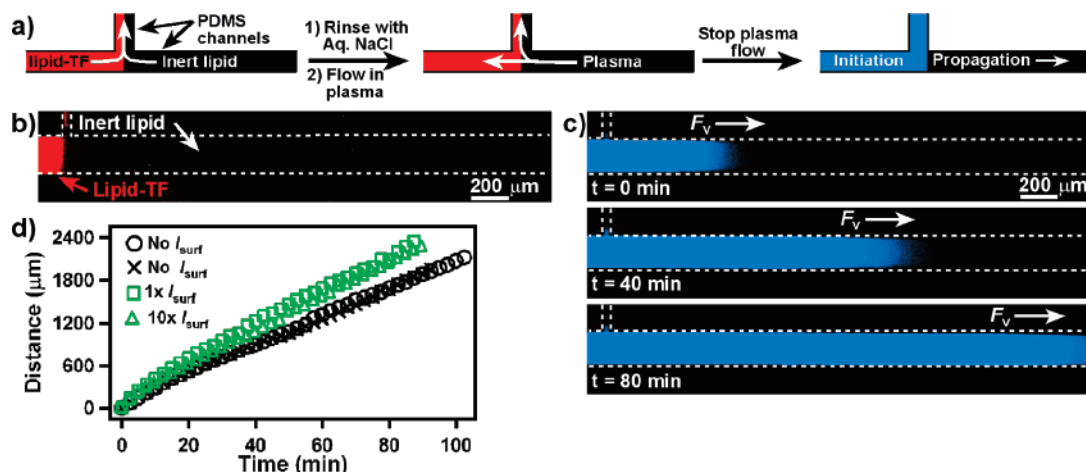 a)
PDMS
channels
lipid-TF
Inert lipid
1) Rinse with
Aq. NaCl
2) Flow in
plasma
Plasma
Stop plasma
flow
Initiation
Propagation
b)
Inert lipid
Lipid-TF
200 μm
c)
Fv
t = 0 min
200 μm
Fv
t = 40 min
Fv
t = 80 min
d)
2400
1800
1200
600
0
Distance (μm)
No Isurf
No Isurf
1x Isurf
10x Isurf
0 20 40 60 80 100
Time (min)